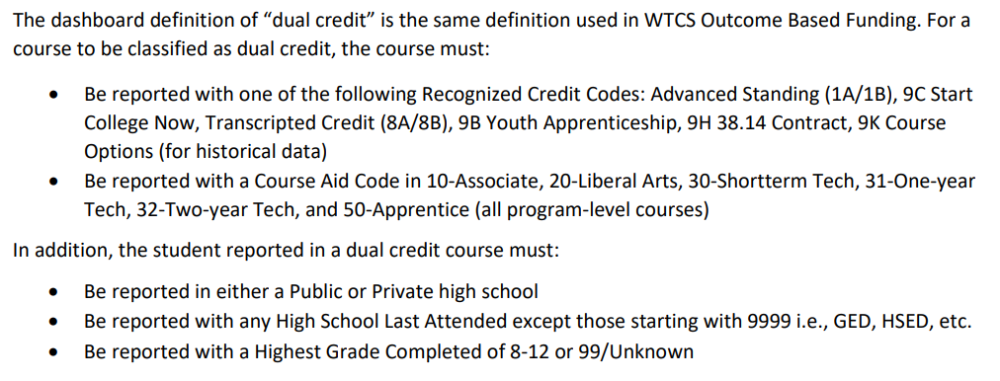 The dashboard definition of “dual credit” is the same definition used in WTCS Outcome Based Funding. For a
course to be classified as dual credit, the course must:
• Be reported with one of the following Recognized Credit Codes: Advanced Standing (1A/1B), 9C Start
College Now, Transcripted Credit (8A/8B), 9B Youth Apprenticeship, 9H 38.14 Contract, 9K Course
Options (for historical data)
• Be reported with a Course Aid Code in 10-Associate, 20-Liberal Arts, 30-Shortterm Tech, 31-One-year
Tech, 32-Two-year Tech, and 50-Apprentice (all program-level courses)
In addition, the student reported in a dual credit course must:
• Be reported in either a Public or Private high school
• Be reported with any High School Last Attended except those starting with 9999 i.e., GED, HSED, etc.
• Be reported with a Highest Grade Completed of 8-12 or 99/Unknown